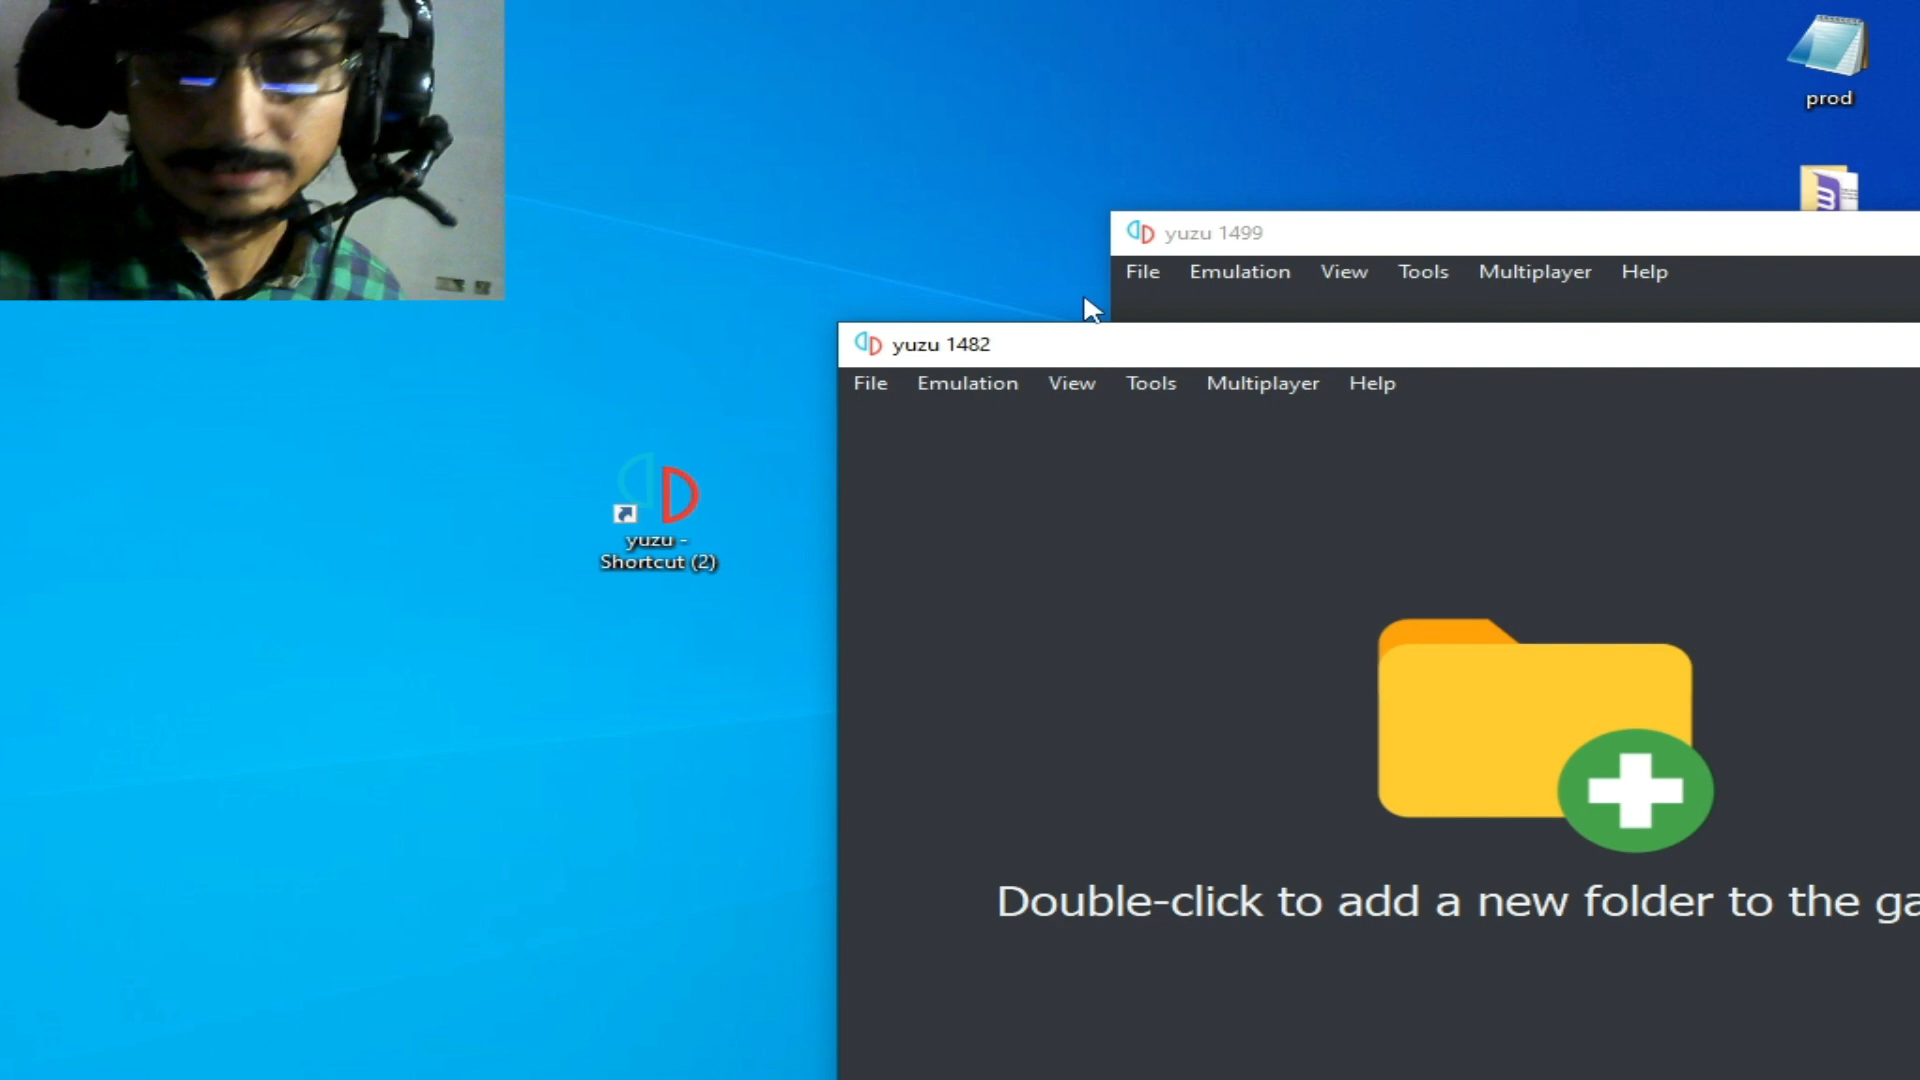 prod
yuzu 1499
File Emulation View Tools Multiplayer Help
yuzu 1482
File Emulation View Tools Multiplayer Help
yuzu -
Shortcut (2)
Double-click to add a new folder to the ga